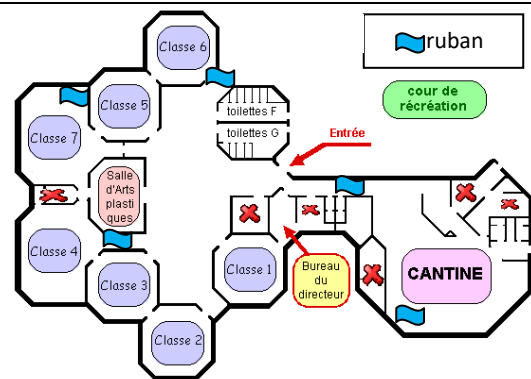 ruban
Classe 6
cour de
récréation
Classe 5
toilettes F
toilettes G
Entrée
Classe 7
Salle
d'Arts
plasti
ques
Classe 4
Classe 3
Classe 1
Bureau
du
directeur
CANTINE
Classe 2